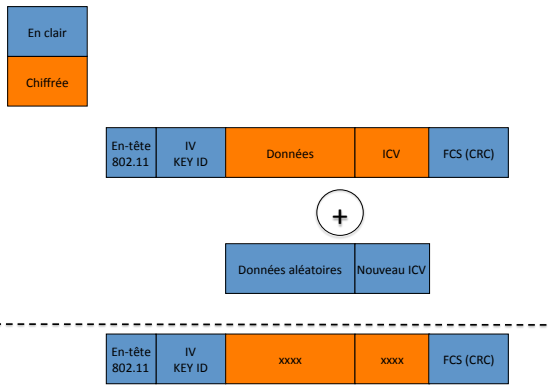 En clair
Chiffrée
En-tête
802.11
IV
KEY ID
Données
ICV
FCS (CRC)
+
Données aléatoires
Nouveau ICV
En-tête
802.11
IV
KEY ID
xxxx
xxxx
FCS (CRC)